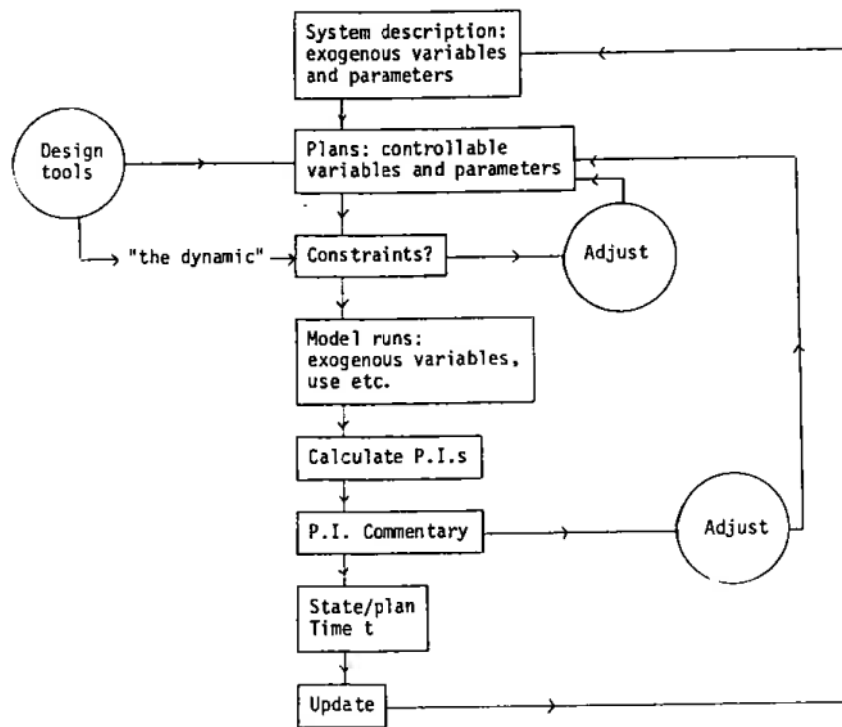 System description:
exogenous variables
and parameters
Design
tools
Plans: controllable
variables and parameters
"the dynamic"
Constraints?
Adjust
Model runs:
exogenous variables,
use etc.
Calculate P.I.s
P.I. Commentary
Adjust
State/plan
Time t
Update